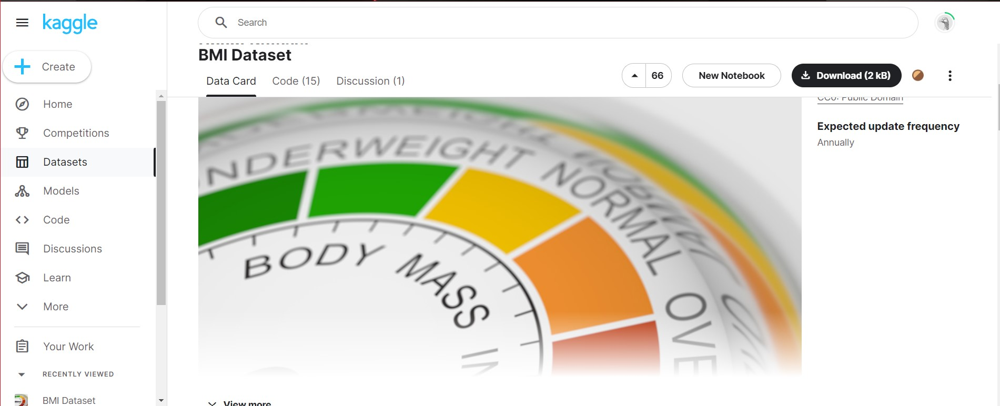 kaggle
Search
Create
Home
Competitions
Datasets
Models
Code
Discussions
Learn
More
Your Work
RECENTLY VIEWED
BMI Dataset
BMI Dataset
Data Card
Code (15)
Discussion (1)
66
New Notebook
Download (2 kB)
CC0: Public Domain
Expected update frequency
Annually
NDERWEIGHT NORMAL OVE
BODY MASS IN
View more